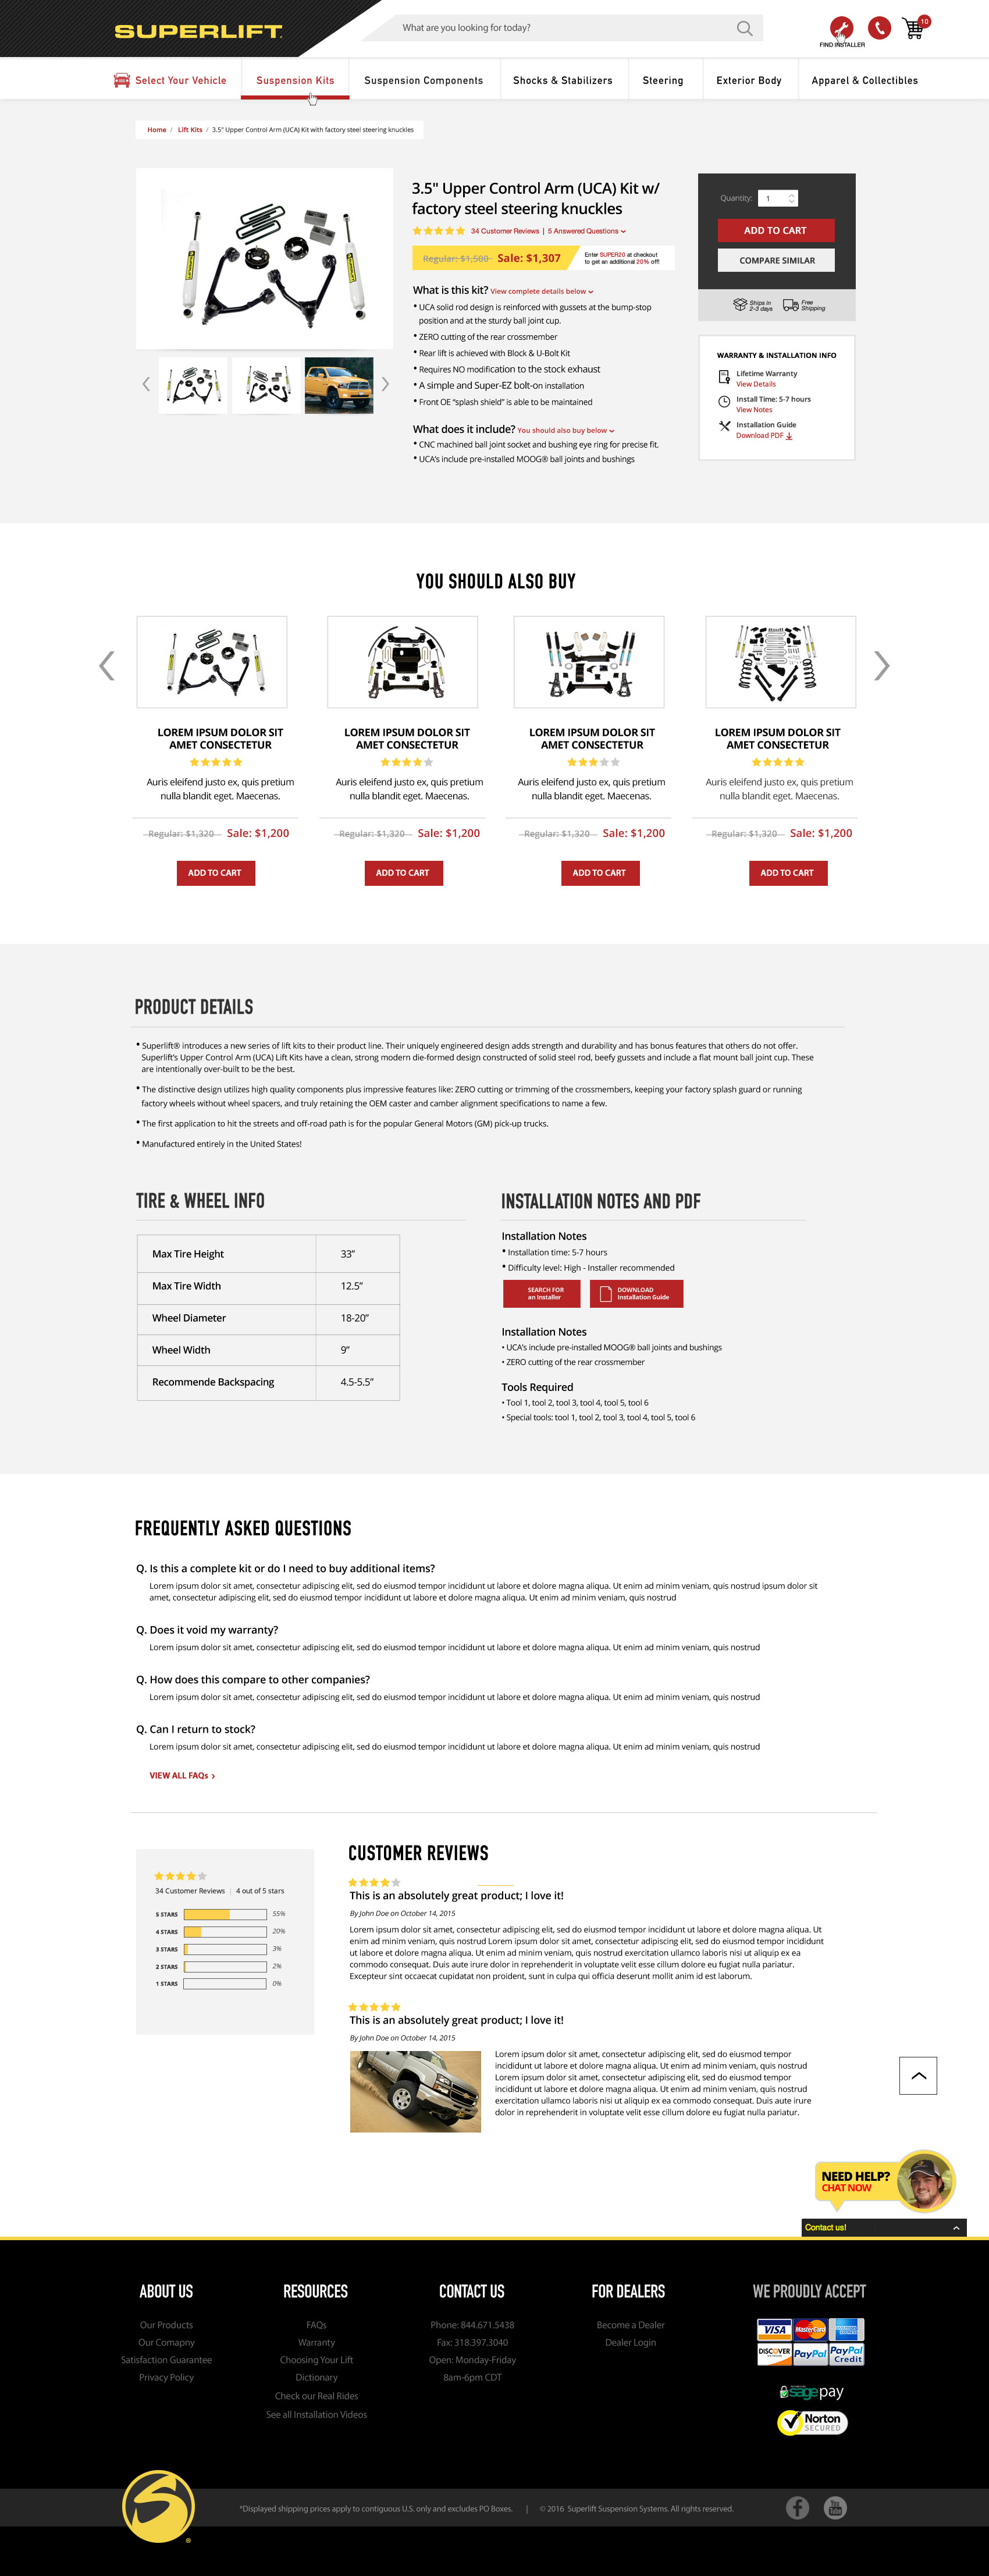 SUPERLIFT
What are you looking for today?
10
FIND INSTALLER
Select Your Vehicle
Suspension Kits
Suspension Components
Shocks & Stabilizers
Steering
Exterior Body
Apparel & Collectibles
Home / Lift Kits / 3.5" Upper Control Arm (UCA) Kit with factory steel steering knuckles
3.5" Upper Control Arm (UCA) Kit w/
factory steel steering knuckles
34 Customer Reviews | 5 Answered Questions
Regular: $1,500 Sale: $1,307
Enter SUPER20 at checkout
to get an additional 20% off!
What is this kit? View complete details below
• UCA solid rod design is reinforced with gussets at the bump-stop
position and at the sturdy ball joint cup.
• ZERO cutting of the rear crossmember
• Rear lift is achieved with Block & U-Bolt Kit
• Requires NO modification to the stock exhaust
• A simple and Super-EZ bolt-on installation
• Front OE "splash shield" is able to be maintained
What does it include? You should also buy below
• CNC machined ball joint socket and bushing eye ring for precise fit.
• UCA's include pre-installed MOOG® ball joints and bushings
Quantity: 1
ADD TO CART
COMPARE SIMILAR
Ships in
2-3 days
Free
Shipping
WARRANTY & INSTALLATION INFO
Lifetime Warranty
View Details
Install Time: 5-7 hours
View Notes
Installation Guide
Download PDF
YOU SHOULD ALSO BUY
LOREM IPSUM DOLOR SIT
AMET CONSECTETUR
Auris eleifend justo ex, quis pretium
nulla blandit eget. Maecenas.
Regular: $1,320 Sale: $1,200
ADD TO CART
LOREM IPSUM DOLOR SIT
AMET CONSECTETUR
Auris eleifend justo ex, quis pretium
nulla blandit eget. Maecenas.
Regular: $1,320 Sale: $1,200
ADD TO CART
LOREM IPSUM DOLOR SIT
AMET CONSECTETUR
Auris eleifend justo ex, quis pretium
nulla blandit eget. Maecenas.
Regular: $1,320 Sale: $1,200
ADD TO CART
LOREM IPSUM DOLOR SIT
AMET CONSECTETUR
Auris eleifend justo ex, quis pretium
nulla blandit eget. Maecenas.
Regular: $1,320 Sale: $1,200
ADD TO CART
PRODUCT DETAILS
• Superlift® introduces a new series of lift kits to their product line. Their uniquely engineered design adds strength and durability and has bonus features that others do not offer.
Superlift's Upper Control Arm (UCA) Lift Kits have a clean, strong modern die-formed design constructed of solid steel rod, beefy gussets and include a flat mount ball joint cup. These
are intentionally over-built to be the best.
• The distinctive design utilizes high quality components plus impressive features like: ZERO cutting or trimming of the crossmembers, keeping your factory splash guard or running
factory wheels without wheel spacers, and truly retaining the OEM caster and camber alignment specifications to name a few.
• The first application to hit the streets and off-road path is for the popular General Motors (GM) pick-up trucks.
• Manufactured entirely in the United States!
TIRE & WHEEL INFO
Max Tire Height 33"
Max Tire Width 12.5"
Wheel Diameter 18-20"
Wheel Width 9"
Recommende Backspacing 4.5-5.5"
INSTALLATION NOTES AND PDF
Installation Notes
• Installation time: 5-7 hours
• Difficulty level: High - Installer recommended
SEARCH FOR
an Installer
DOWNLOAD
Installation Guide
Installation Notes
• UCA's include pre-installed MOOG® ball joints and bushings
• ZERO cutting of the rear crossmember
Tools Required
• Tool 1, tool 2, tool 3, tool 4, tool 5, tool 6
• Special tools: tool 1, tool 2, tool 3, tool 4, tool 5, tool 6
FREQUENTLY ASKED QUESTIONS
Q. Is this a complete kit or do I need to buy additional items?
Lorem ipsum dolor sit amet, consectetur adipiscing elit, sed do eiusmod tempor incididunt ut labore et dolore magna aliqua. Ut enim ad minim veniam, quis nostrud ipsum dolor sit
amet, consectetur adipiscing elit, sed do eiusmod tempor incididunt ut labore et dolore magna aliqua. Ut enim ad minim veniam, quis nostrud
Q. Does it void my warranty?
Lorem ipsum dolor sit amet, consectetur adipiscing elit, sed do eiusmod tempor incididunt ut labore et dolore magna aliqua. Ut enim ad minim veniam, quis nostrud
Q. How does this compare to other companies?
Lorem ipsum dolor sit amet, consectetur adipiscing elit, sed do eiusmod tempor incididunt ut labore et dolore magna aliqua. Ut enim ad minim veniam, quis nostrud
Q. Can I return to stock?
Lorem ipsum dolor sit amet, consectetur adipiscing elit, sed do eiusmod tempor incididunt ut labore et dolore magna aliqua. Ut enim ad minim veniam, quis nostrud
VIEW ALL FAQs
34 Customer Reviews | 4 out of 5 stars
5 STARS 55%
4 STARS 20%
3 STARS 3%
2 STARS 2%
1 STARS 0%
CUSTOMER REVIEWS
This is an absolutely great product; I love it!
By John Doe on October 14, 2015
Lorem ipsum dolor sit amet, consectetur adipiscing elit, sed do eiusmod tempor incididunt ut labore et dolore magna aliqua. Ut
enim ad minim veniam, quis nostrud Lorem ipsum dolor sit amet, consectetur adipiscing elit, sed do eiusmod tempor incididunt
ut labore et dolore magna aliqua. Ut enim ad minim veniam, quis nostrud exercitation ullamco laboris nisi ut aliquip ex ea
commodo consequat. Duis aute irure dolor in reprehenderit in voluptate velit esse cillum dolore eu fugiat nulla pariatur.
Excepteur sint occaecat cupidatat non proident, sunt in culpa qui officia deserunt mollit anim id est laborum.
This is an absolutely great product; I love it!
By John Doe on October 14, 2015
Lorem ipsum dolor sit amet, consectetur adipiscing elit, sed do eiusmod tempor
incididunt ut labore et dolore magna aliqua. Ut enim ad minim veniam, quis nostrud
Lorem ipsum dolor sit amet, consectetur adipiscing elit, sed do eiusmod tempor
incididunt ut labore et dolore magna aliqua. Ut enim ad minim veniam, quis nostrud
exercitation ullamco laboris nisi ut aliquip ex ea commodo consequat. Duis aute irure
dolor in reprehenderit in voluptate velit esse cillum dolore eu fugiat nulla pariatur.
NEED HELP?
CHAT NOW
Contact us!
ABOUT US
Our Products
Our Comapny
Satisfaction Guarantee
Privacy Policy
RESOURCES
FAQs
Warranty
Choosing Your Lift
Dictionary
Check our Real Rides
See all Installation Videos
CONTACT US
Phone: 844.671.5438
Fax: 318.397.3040
Open: Monday-Friday
8am-6pm CDT
FOR DEALERS
Become a Dealer
Dealer Login
WE PROUDLY ACCEPT
VISA MasterCard
DISCOVER PayPal PayPal
Credit
sage pay
Norton
SECURED
*Displayed shipping prices apply to contiguous U.S. only and excludes PO Boxes. | © 2016 Superlift Suspension Systems. All rights reserved.
You
Tube